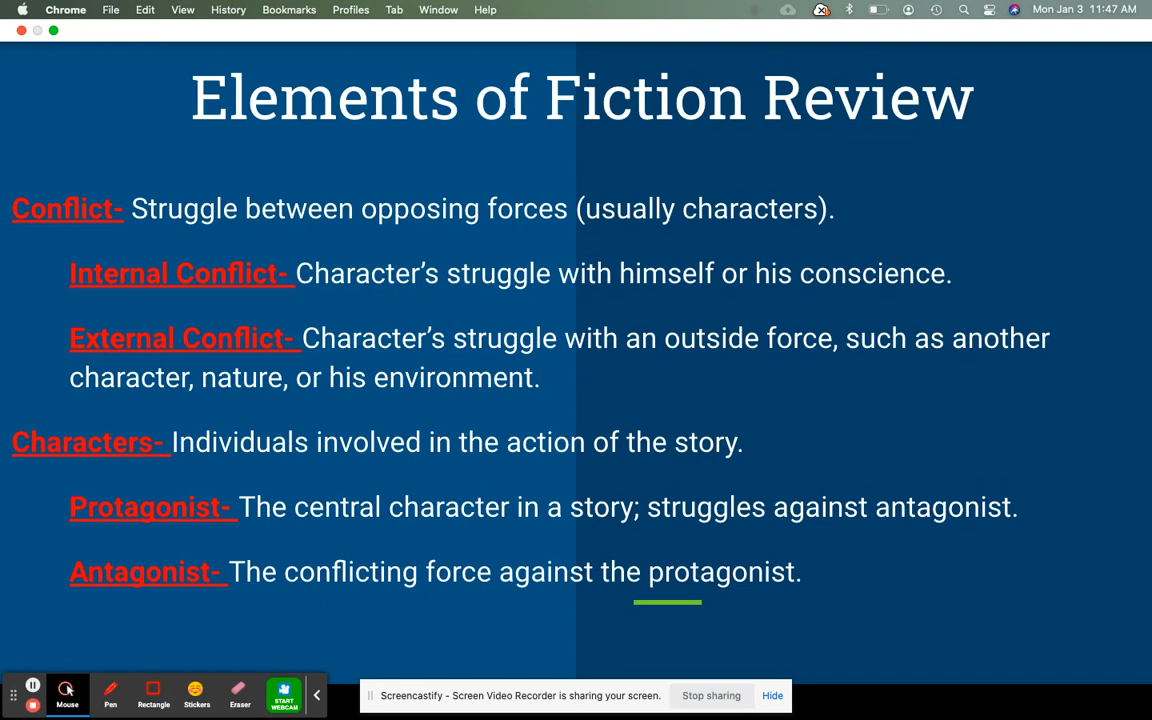 Chrome File Edit View History Bookmarks Profiles Tab Window Help Mon Jan 3 11:47 AM
Elements of Fiction Review
Conflict- Struggle between opposing forces (usually characters).
Internal Conflict- Character's struggle with himself or his conscience.
External Conflict- Character's struggle with an outside force, such as another
character, nature, or his environment.
Characters- Individuals involved in the action of the story.
Protagonist- The central character in a story; struggles against antagonist.
Antagonist- The conflicting force against the protagonist.
Mouse Pen Rectangle Stickers Eraser START WEBCAM
Screencastify - Screen Video Recorder is sharing your screen. Stop sharing Hide